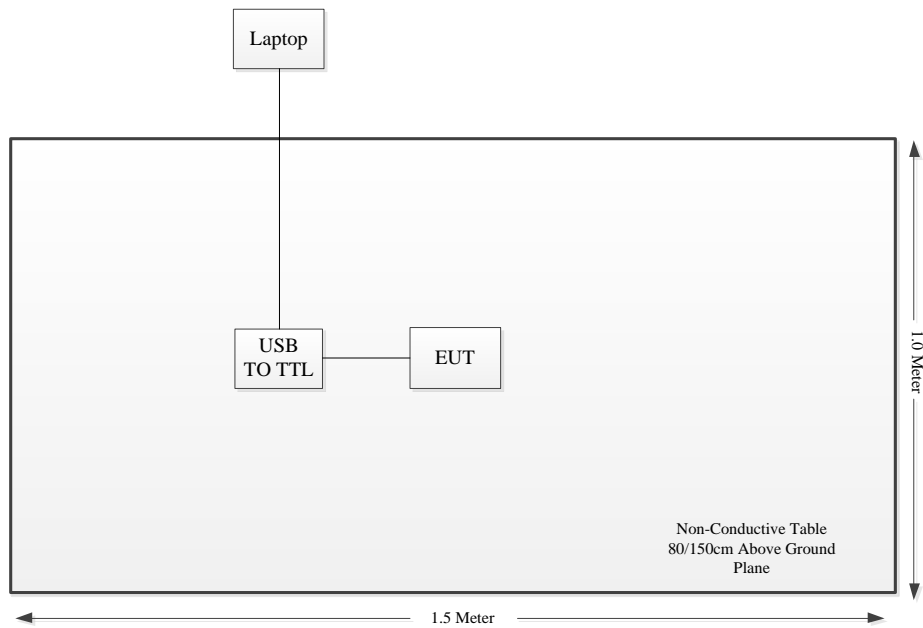 Laptop
USB
TO TTL
EUT
1.0 Meter
Non-Conductive Table
80/150cm Above Ground
Plane
1.5 Meter